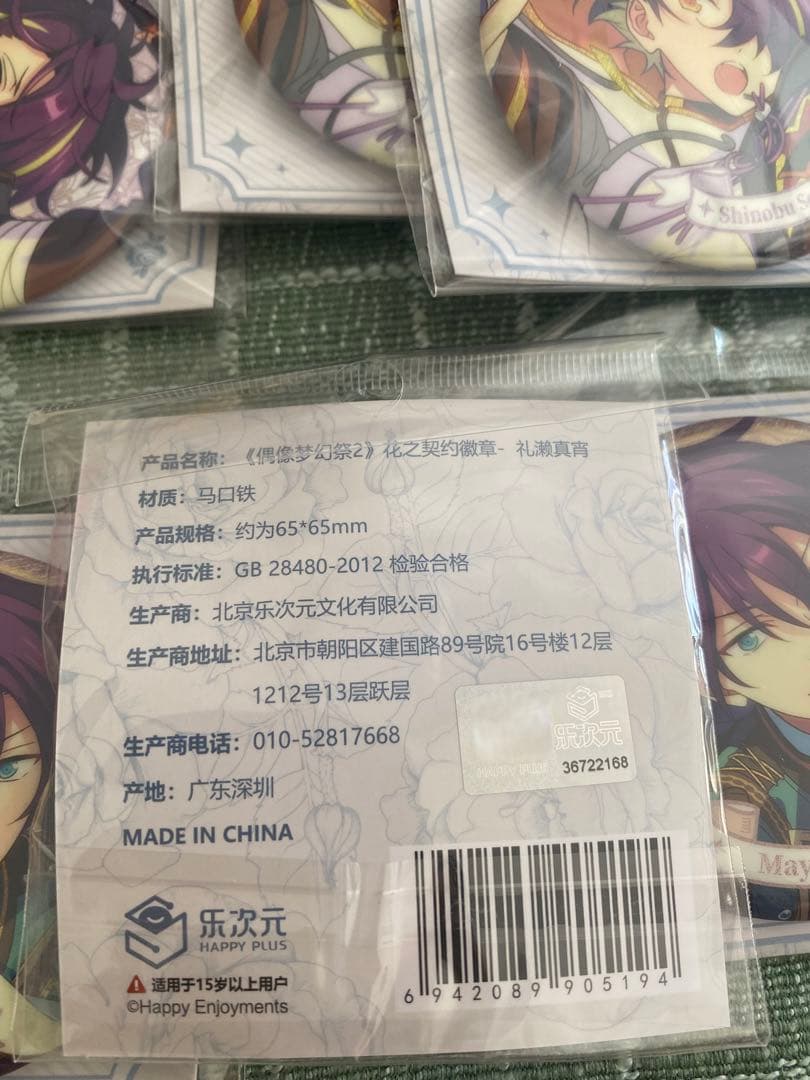 Shinobu
产品名称：《偶像梦幻祭2》花之契约徽章- 礼濑真宵
材质：马口铁
产品规格：约为65*65mm
执行标准：GB 28480-2012 检验合格
生产商：北京乐次元文化有限公司
生产商地址：北京市朝阳区建国路89号院16号楼12层
1212号13层跃层
生产商电话：010-52817668
产地：广东深圳
MADE IN CHINA
乐次元
HAPPY PLUS
36722168
May
乐次元
HAPPY PLUS
适用于15岁以上用户
©Happy Enjoyments
6 942089 905194